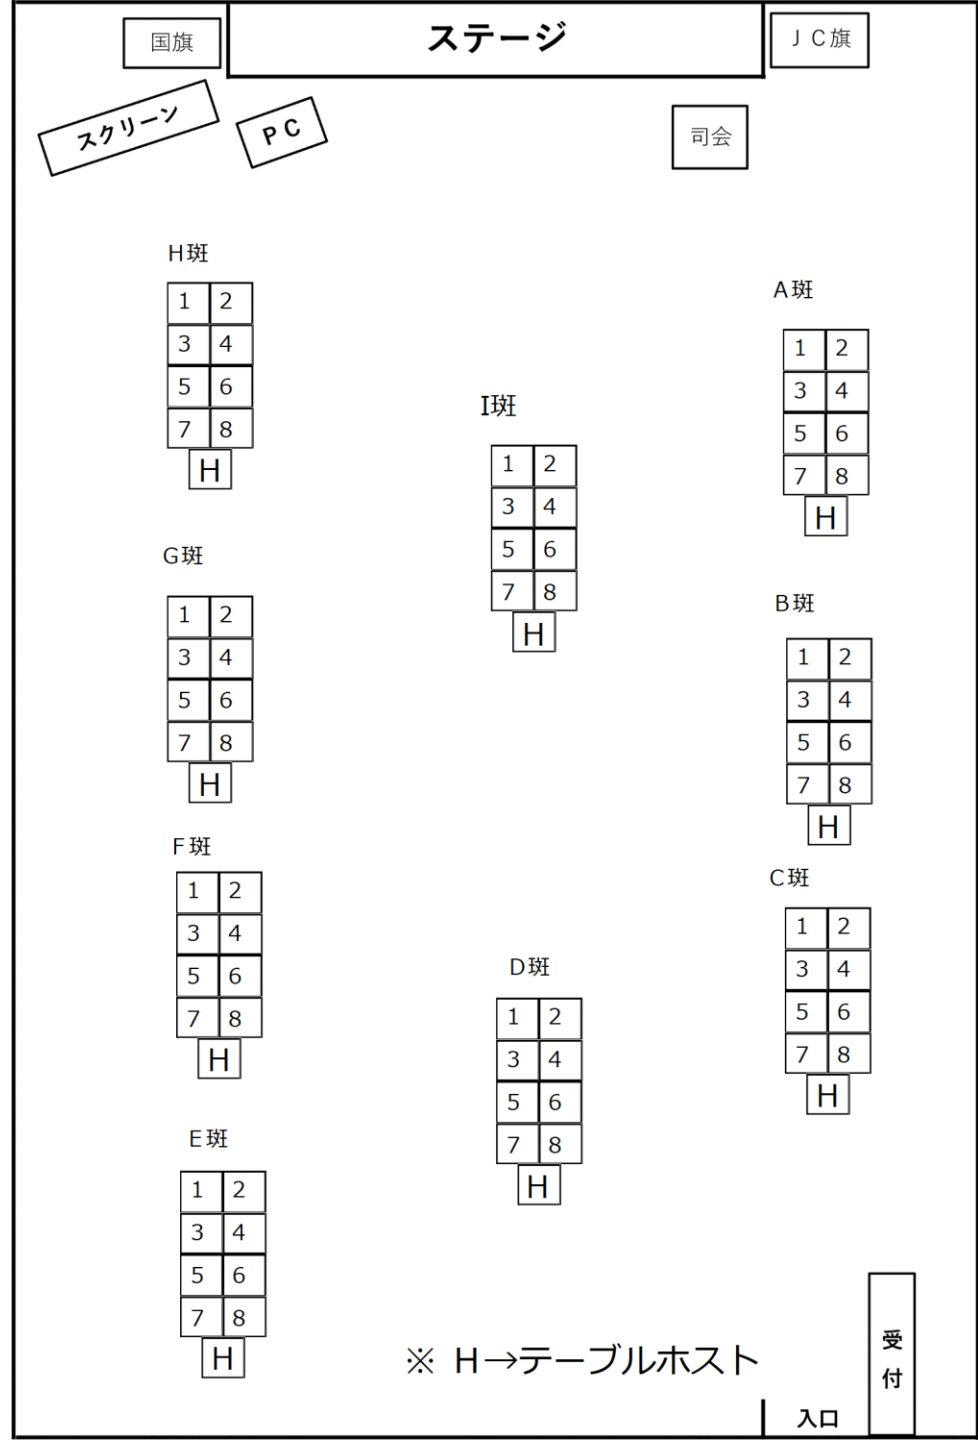 国旗
ステージ
ＪＣ旗
スクリーン
ＰＣ
司会
Ｈ班
1 2
3 4
5 6
7 8
H
Ａ班
1 2
3 4
5 6
7 8
H
I班
1 2
3 4
5 6
7 8
H
Ｇ班
1 2
3 4
5 6
7 8
H
Ｂ班
1 2
3 4
5 6
7 8
H
Ｆ班
1 2
3 4
5 6
7 8
H
Ｃ班
1 2
3 4
5 6
7 8
H
Ｄ班
1 2
3 4
5 6
7 8
H
Ｅ班
1 2
3 4
5 6
7 8
H
※ H→テーブルホスト
受付
入口